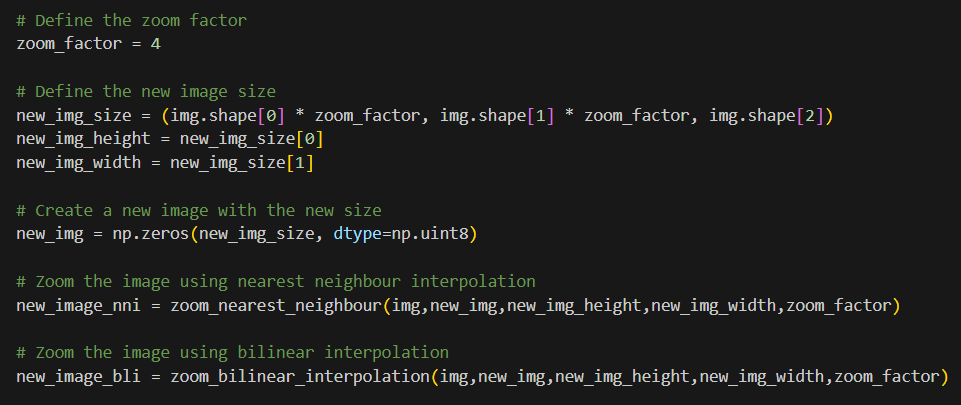 # Define the zoom factor
zoom_factor = 4
# Define the new image size
new_img_size = (img.shape[0] * zoom_factor, img.shape[1] * zoom_factor, img.shape[2])
new_img_height = new_img_size[0]
new_img_width = new_img_size[1]
# Create a new image with the new size
new_img = np.zeros(new_img_size, dtype=np.uint8)
# Zoom the image using nearest neighbour interpolation
new_image_nni = zoom_nearest_neighbour(img,new_img,new_img_height,new_img_width,zoom_factor)
# Zoom the image using bilinear interpolation
new_image_bli = zoom_bilinear_interpolation(img,new_img,new_img_height,new_img_width,zoom_factor)